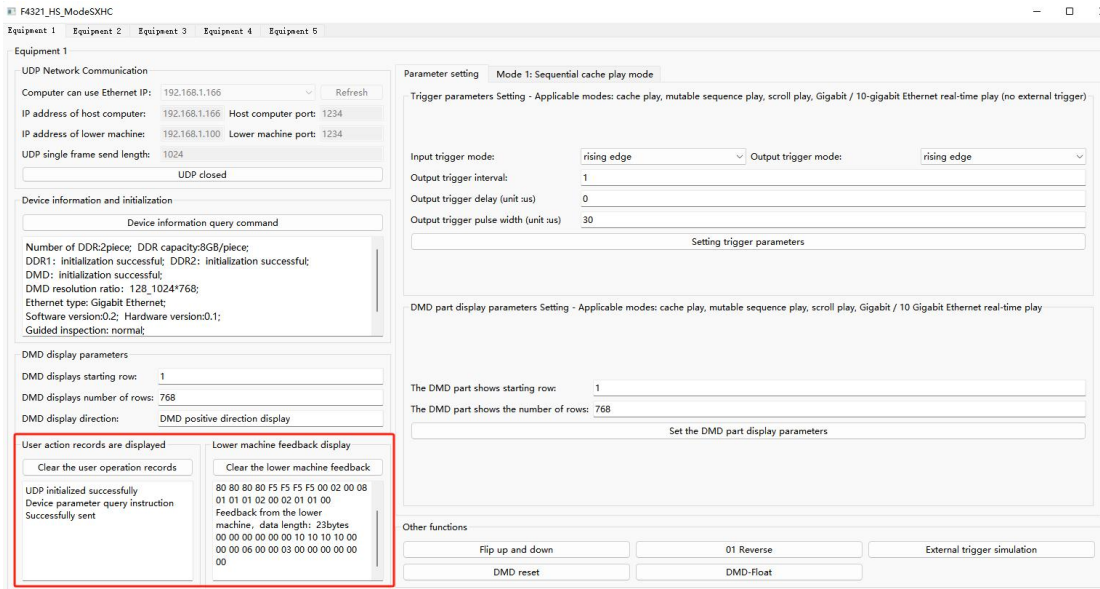 F4321_HS_ModeSXHC
Equipment 1 Equipment 2 Equipment 3 Equipment 4 Equipment 5
Equipment 1
UDP Network Communication
Computer can use Ethernet IP: 192.168.1.166 Refresh
IP address of host computer: 192.168.1.166 Host computer port: 1234
IP address of lower machine: 192.168.1.100 Lower machine port: 1234
UDP single frame send length: 1024
UDP closed
Device information and initialization
Device information query command
Number of DDR:2piece; DDR capacity:8GB/piece;
DDR1: initialization successful; DDR2: initialization successful;
DMD: initialization successful;
DMD resolution ratio: 128_1024*768;
Ethernet type: Gigabit Ethernet;
Software version:0.2; Hardware version:0.1;
Guided inspection: normal;
DMD display parameters
DMD displays starting row: 1
DMD displays number of rows: 768
DMD display direction: DMD positive direction display
User action records are displayed
Clear the user operation records
UDP initialized successfully
Device parameter query instruction
Successfully sent
Lower machine feedback display
Clear the lower machine feedback
80 80 80 80 F5 F5 F5 F5 00 02 00 08
01 01 01 02 00 02 01 01 00
Feedback from the lower
machine, data length: 23bytes
00 00 00 00 00 00 10 10 10 10 00
00 00 06 00 00 03 00 00 00 00 00
00
Parameter setting Mode 1: Sequential cache play mode
Trigger parameters Setting - Applicable modes: cache play, mutable sequence play, scroll play, Gigabit / 10-gigabit Ethernet real-time play (no external trigger)
Input trigger mode: rising edge Output trigger mode: rising edge
Output trigger interval: 1
Output trigger delay (unit :us) 0
Output trigger pulse width (unit :us) 30
Setting trigger parameters
DMD part display parameters Setting - Applicable modes: cache play, mutable sequence play, scroll play, Gigabit / 10 Gigabit Ethernet real-time play
The DMD part shows starting row: 1
The DMD part shows the number of rows: 768
Set the DMD part display parameters
Other functions
Flip up and down 01 Reverse External trigger simulation
DMD reset DMD-Float